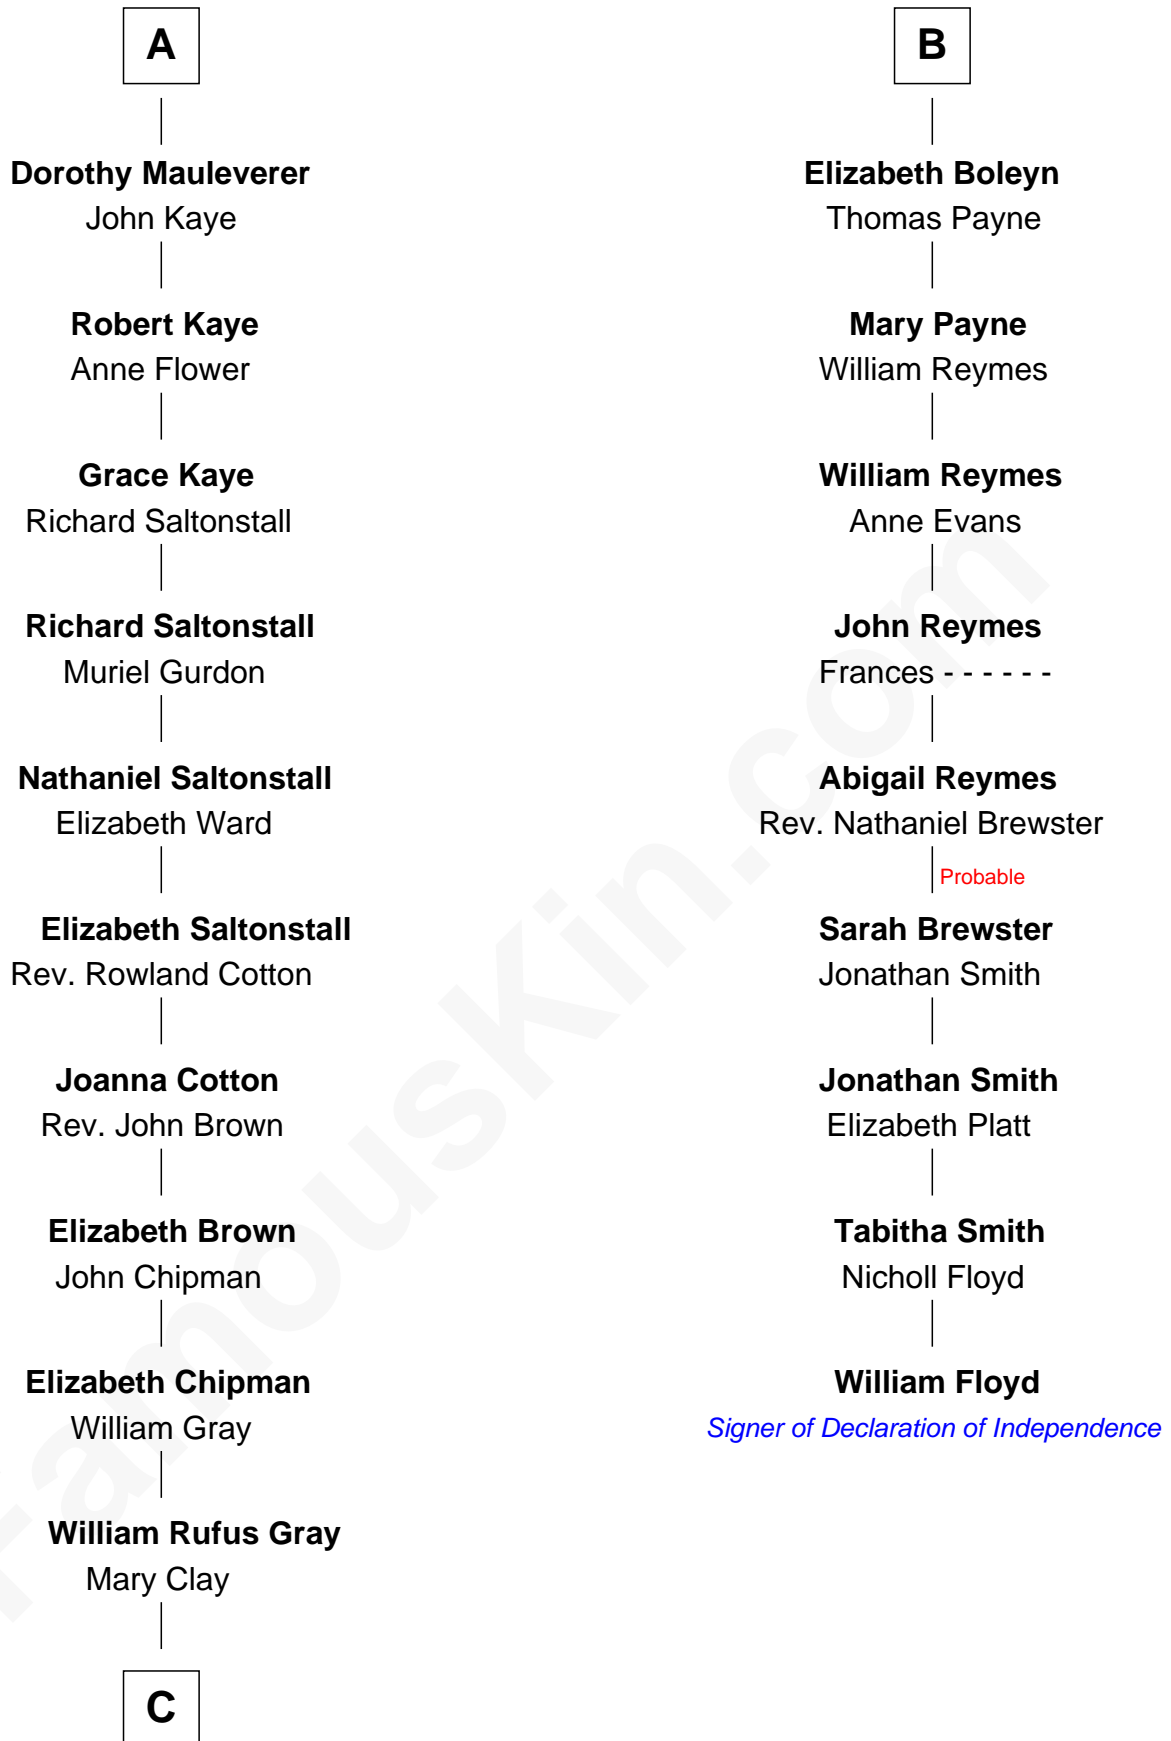 A
Dorothy Mauleverer
John Kaye
Robert Kaye
Anne Flower
Grace Kaye
Richard Saltonstall
Richard Saltonstall
Muriel Gurdon
Nathaniel Saltonstall
Elizabeth Ward
Elizabeth Saltonstall
Rev. Rowland Cotton
Joanna Cotton
Rev. John Brown
Elizabeth Brown
John Chipman
Elizabeth Chipman
William Gray
William Rufus Gray
Mary Clay
C
B
Elizabeth Boleyn
Thomas Payne
Mary Payne
William Reymes
William Reymes
Anne Evans
John Reymes
Frances - - - - - -
Abigail Reymes
Rev. Nathaniel Brewster
Probable
Sarah Brewster
Jonathan Smith
Jonathan Smith
Elizabeth Platt
Tabitha Smith
Nicholl Floyd
William Floyd
Signer of Declaration of Independence
FamousKin.com